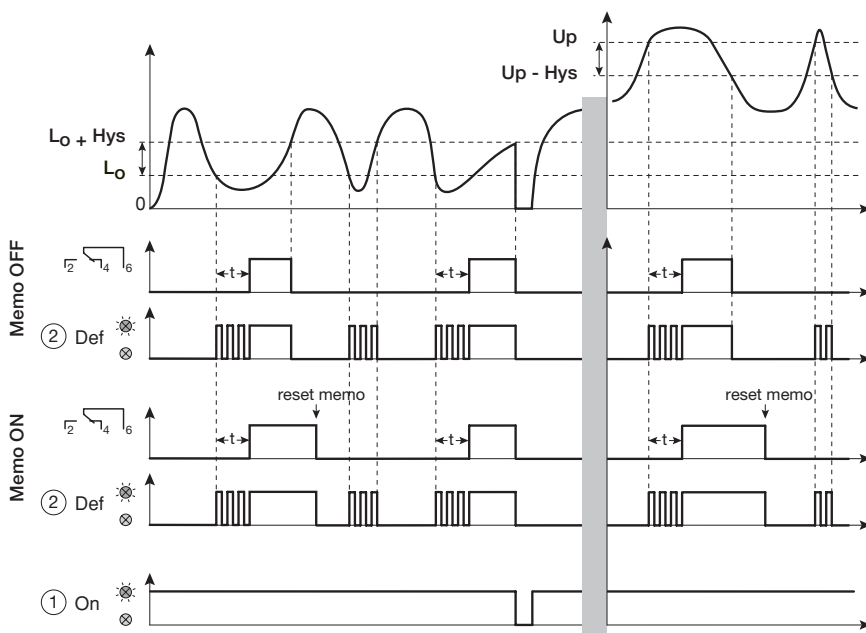 Up
Up - Hys
Lo + Hys
Lo
0
Memo OFF
2 4 6
t t t
2 Def
reset memo reset memo
Memo ON
2 4 6
t t t
2 Def
1 On